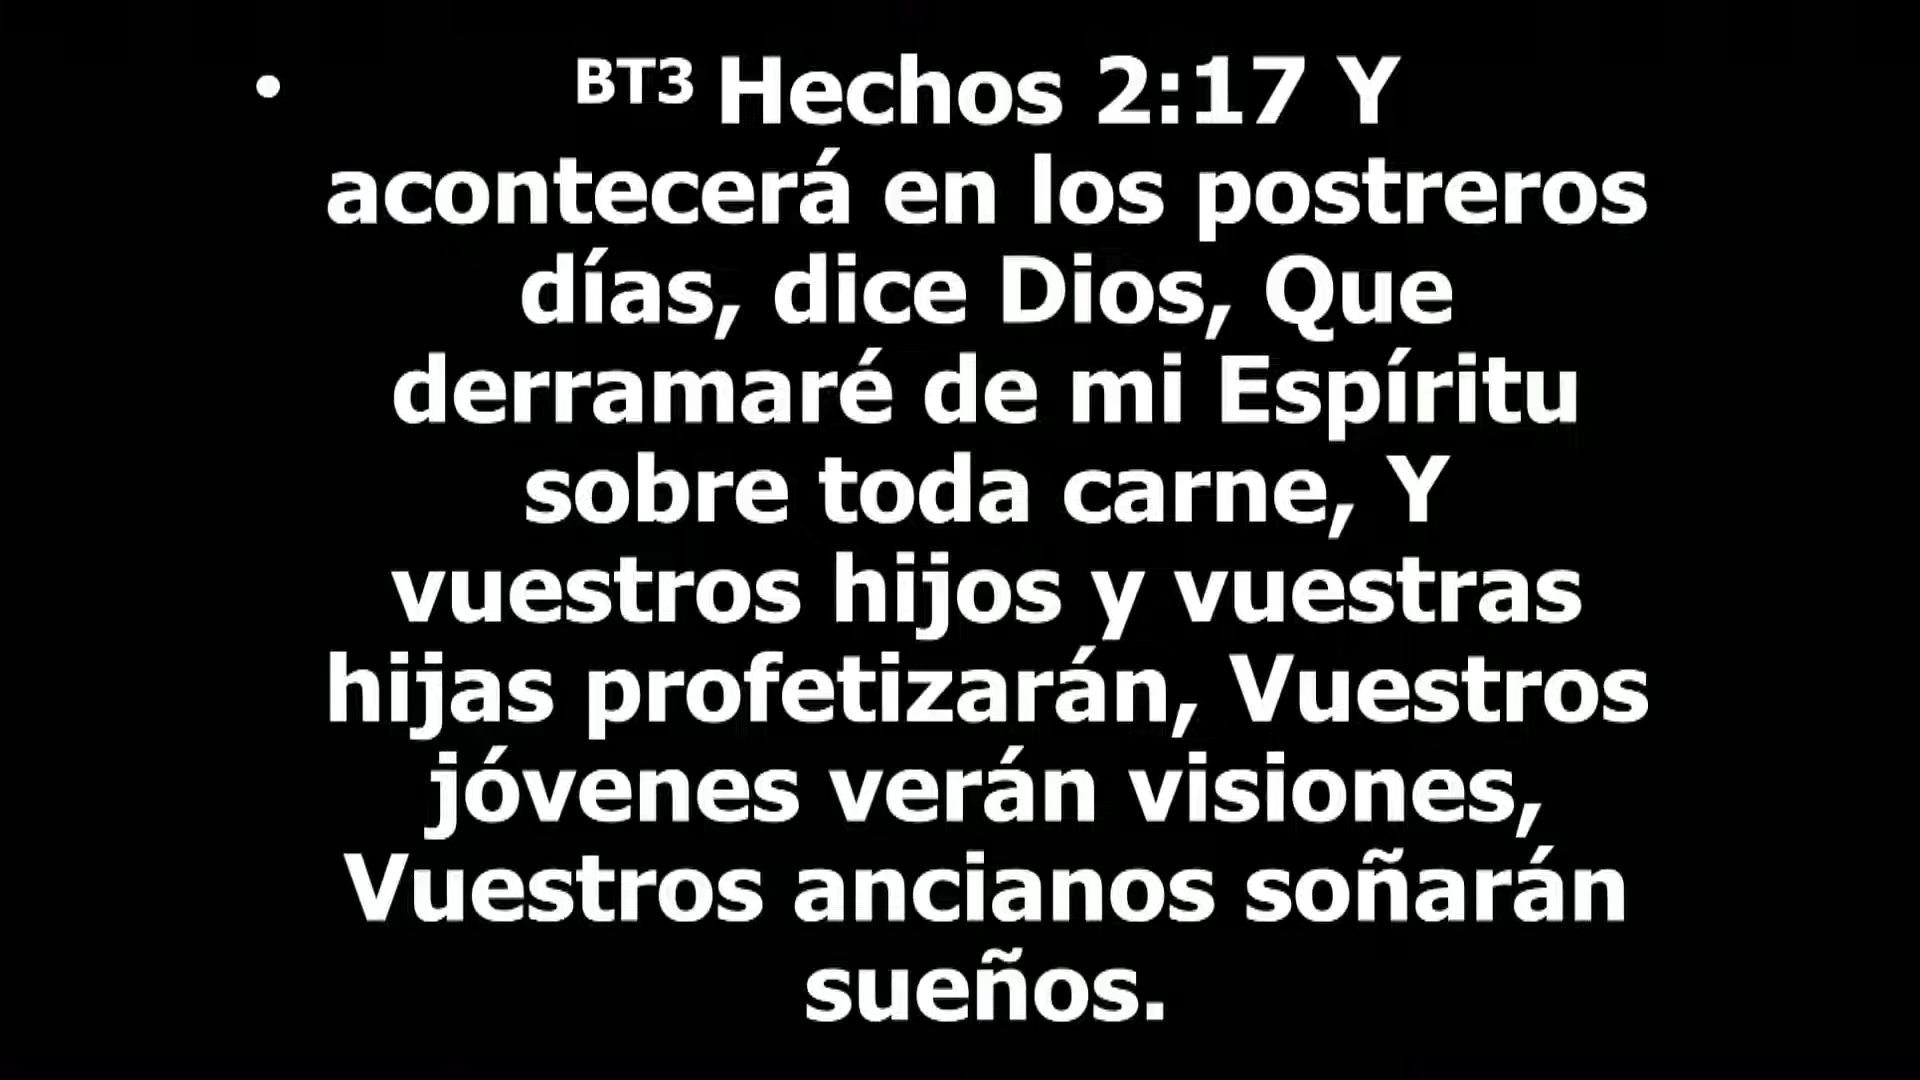 • BT3 Hechos 2:17 Y
acontecerá en los postreros
días, dice Dios, Que
derramaré de mi Espíritu
sobre toda carne, Y
vuestros hijos y vuestras
hijas profetizarán, Vuestros
jóvenes verán visiones,
Vuestros ancianos soñarán
sueños.